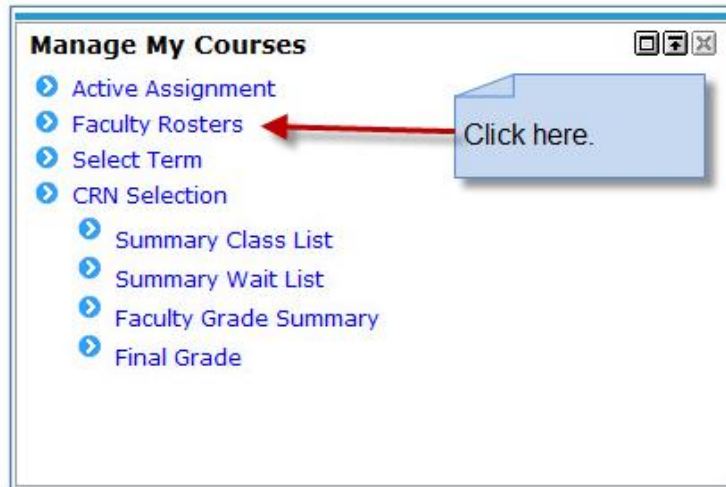 Manage My Courses
Active Assignment
Faculty Rosters
Click here.
Select Term
CRN Selection
Summary Class List
Summary Wait List
Faculty Grade Summary
Final Grade